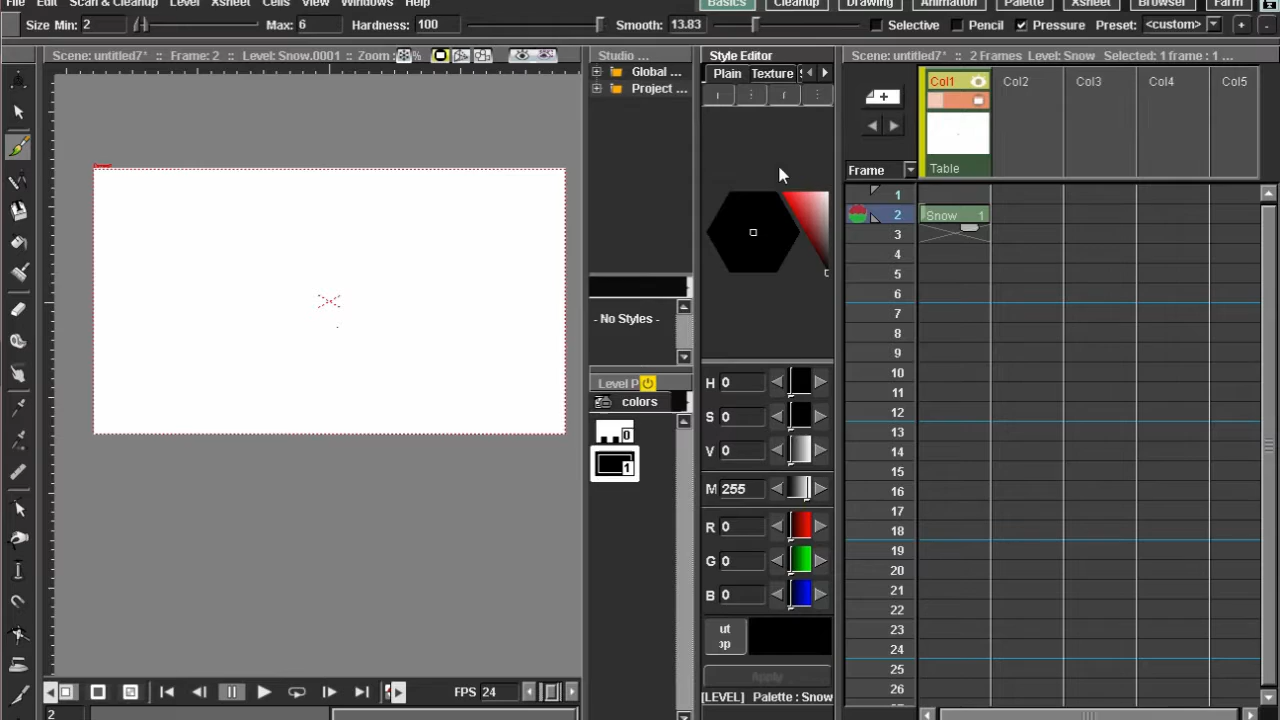 File Edit Scan & Cleanup Level Xsheet Cells View Windows Help Basics Cleanup Drawing Animation Palette Xsheet Browser Farm
Size Min: 2 Max: 6 Hardness: 100 Smooth: 13.83 Selective Pencil Pressure Preset: <custom> + -
Scene: untitled7* :: Frame: 2 :: Level: Snow.0001 :: Zoom : %
Studio ...
Global ...
Project ...
- No Styles -
Level P
colors
0
1
Style Editor
Plain Texture
H 0
S 0
V 0
M 255
R 0
G 0
B 0
Apply
[LEVEL] Palette : Snow
Scene: untitled7* :: 2 Frames Level: Snow Selected: 1 frame : 1 ...
Col1 Col2 Col3 Col4 Col5
Table
Frame
1
2 Snow 1
3
4
5
6
7
8
9
10
11
12
13
14
15
16
17
18
19
20
21
22
23
24
25
26
FPS 24
2